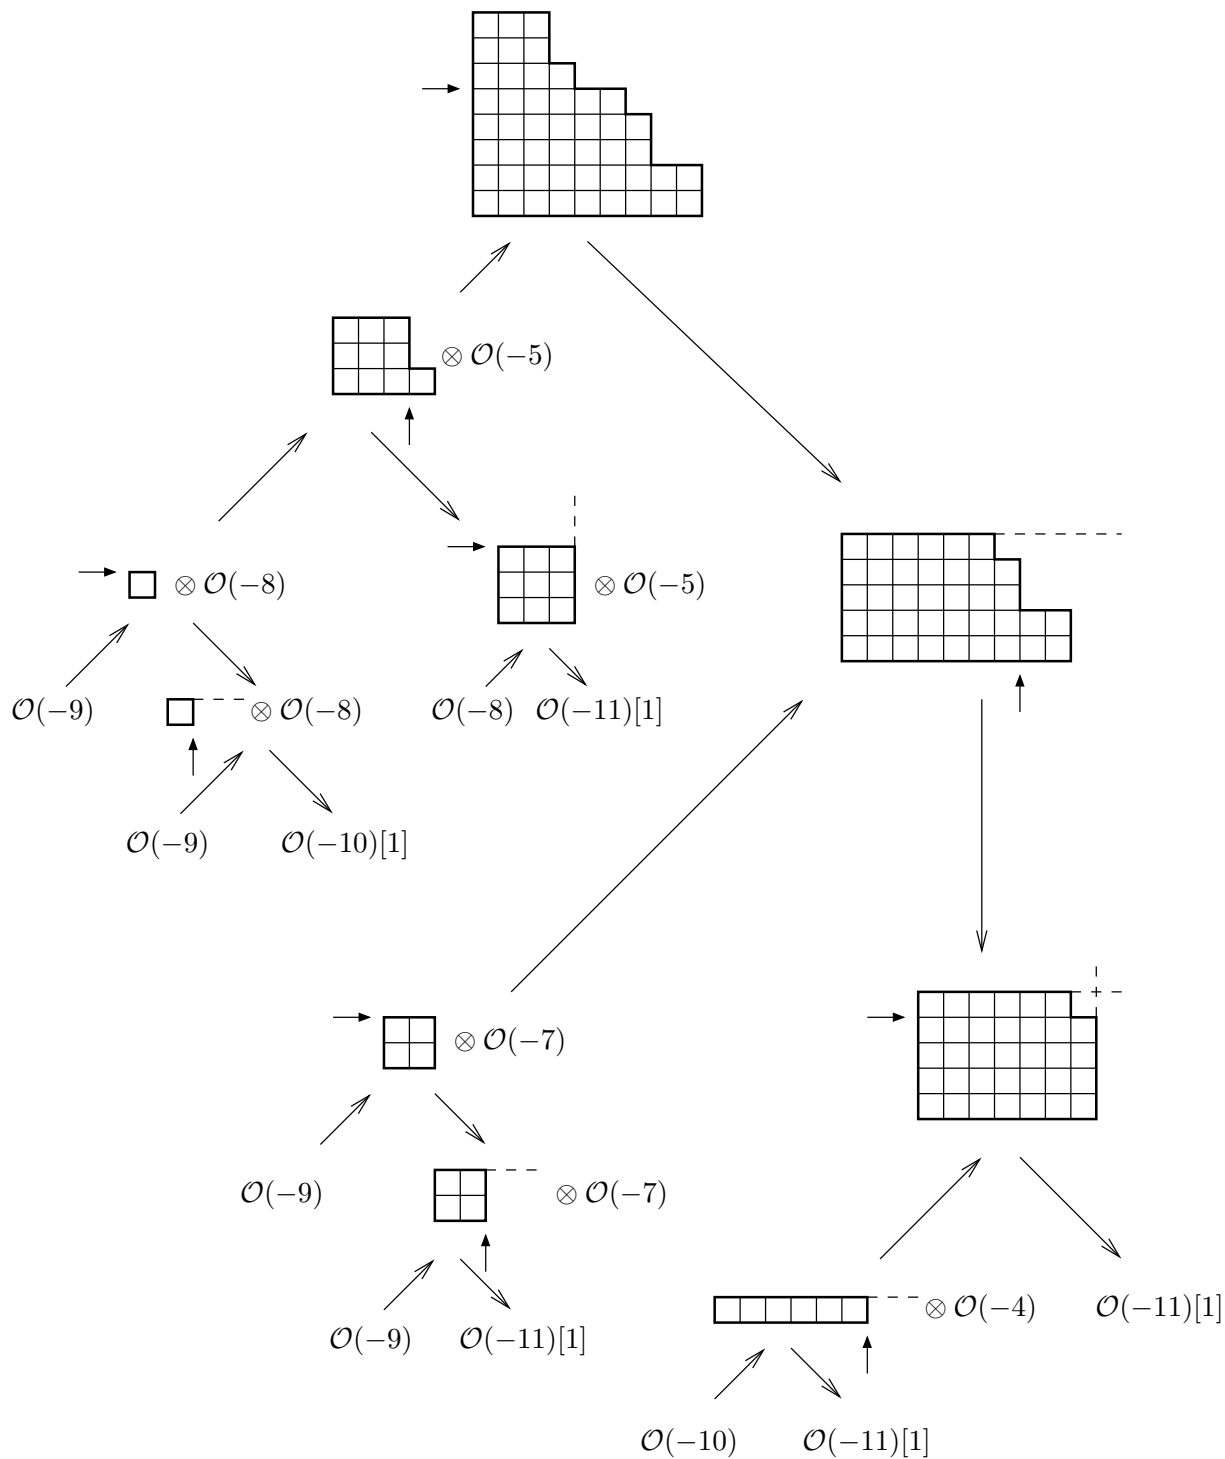 ⊗ 𝒪(−5)
⊗ 𝒪(−8)
⊗ 𝒪(−5)
𝒪(−9)
⊗ 𝒪(−8)
𝒪(−8)
𝒪(−11)[1]
𝒪(−9)
𝒪(−10)[1]
⊗ 𝒪(−7)
𝒪(−9)
⊗ 𝒪(−7)
⊗ 𝒪(−4)
𝒪(−11)[1]
𝒪(−9)
𝒪(−11)[1]
𝒪(−10)
𝒪(−11)[1]